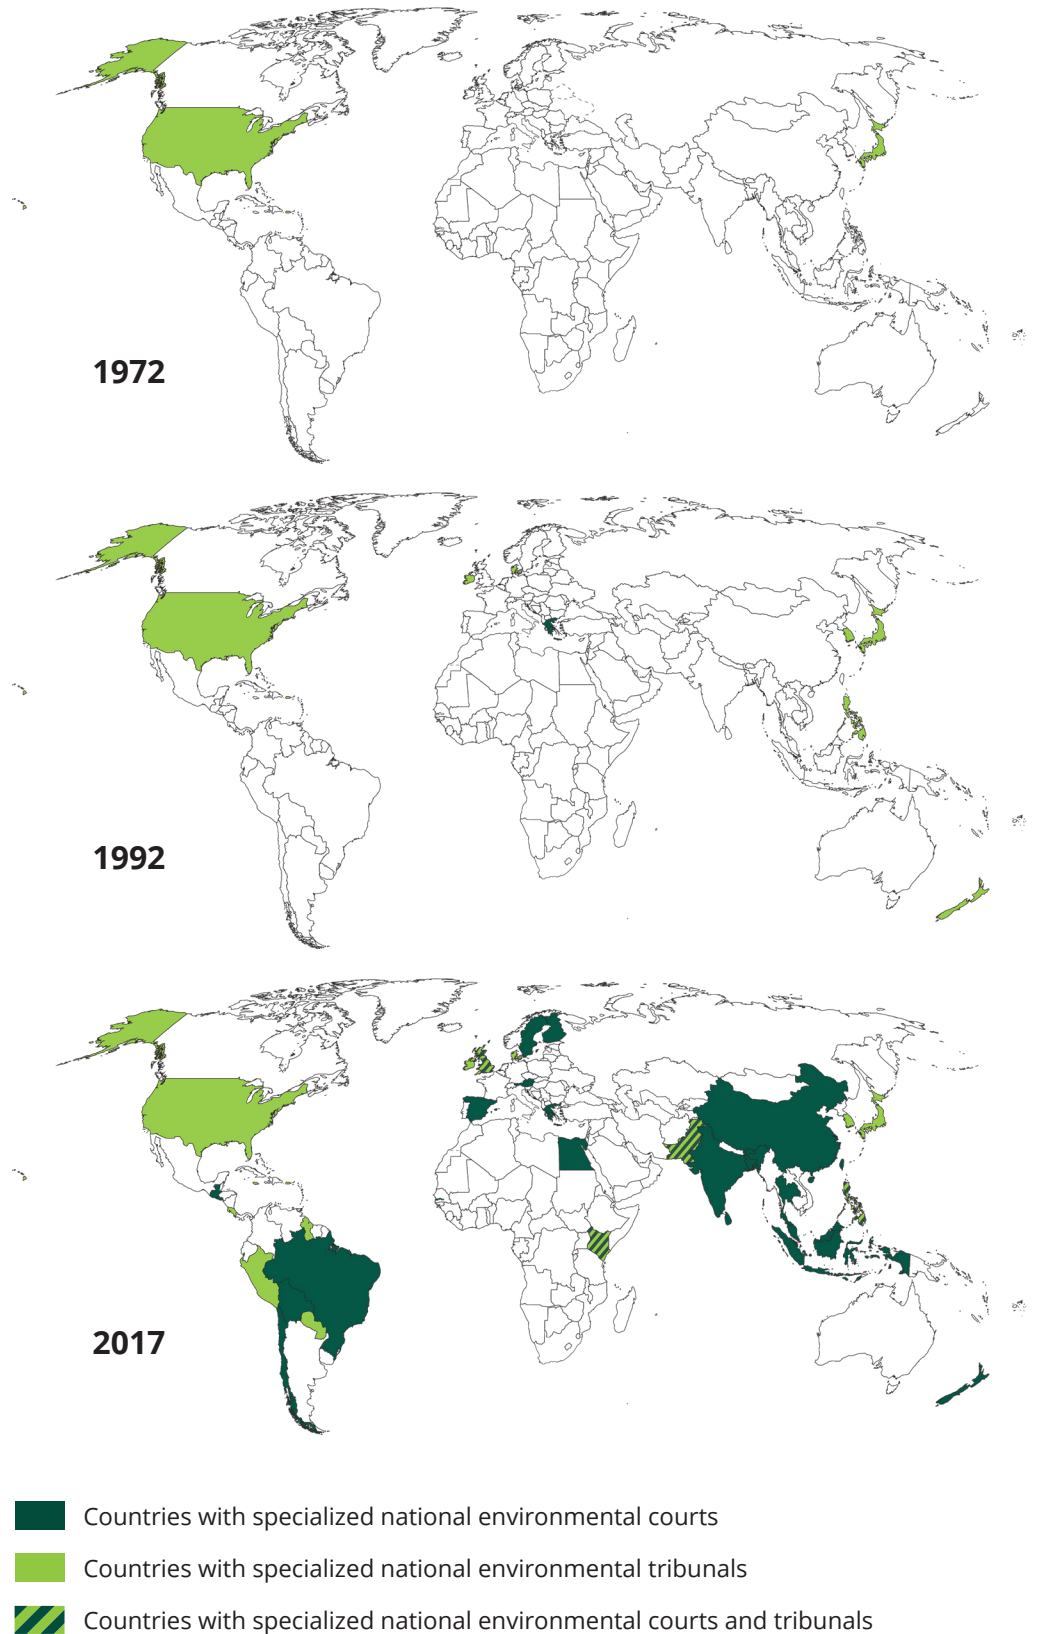 1972
1992
2017
Countries with specialized national environmental courts
Countries with specialized national environmental tribunals
Countries with specialized national environmental courts and tribunals